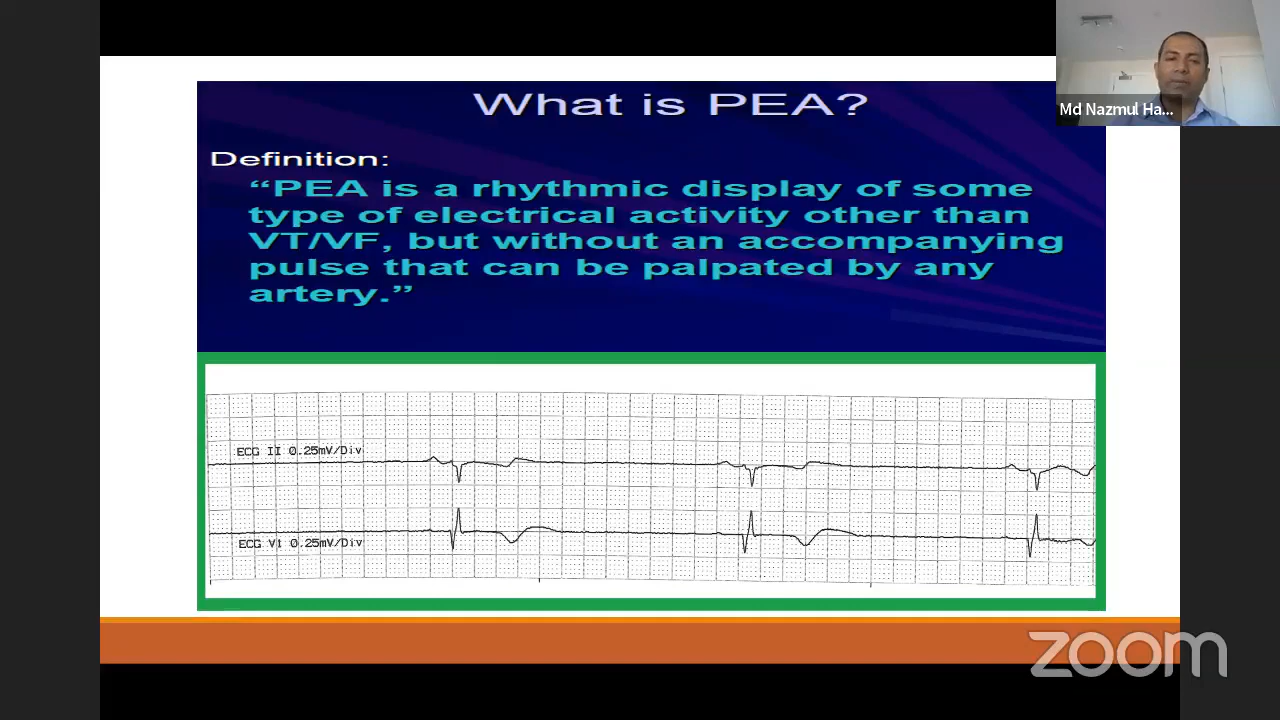 What is PEA?
Md Nazmul Ha...
Definition:
“PEA is a rhythmic display of some
type of electrical activity other than
VT/VF, but without an accompanying
pulse that can be palpated by any
artery.”
ECG II 0.25mV/Div
ECG V1 0.25mV/Div
zoom